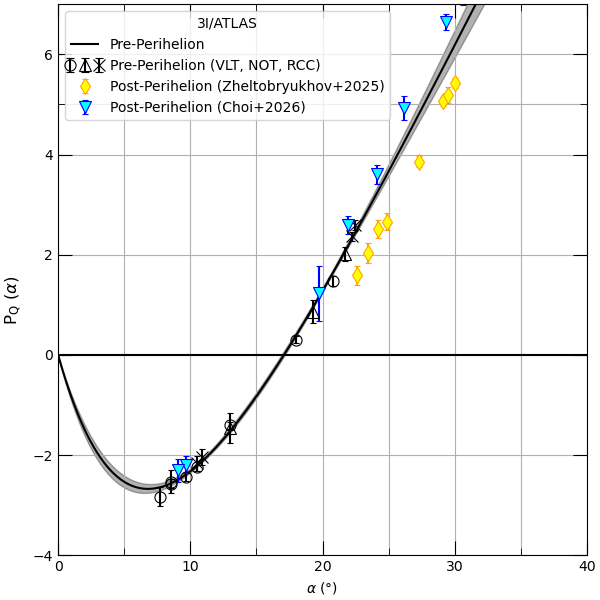 3I/ATLAS
Pre-Perihelion
Pre-Perihelion (VLT, NOT, RCC)
Post-Perihelion (Zheltobryukhov+2025)
Post-Perihelion (Choi+2026)
6
4
2
0
−2
−4
P_Q (α)
0 10 20 30 40
α (°)